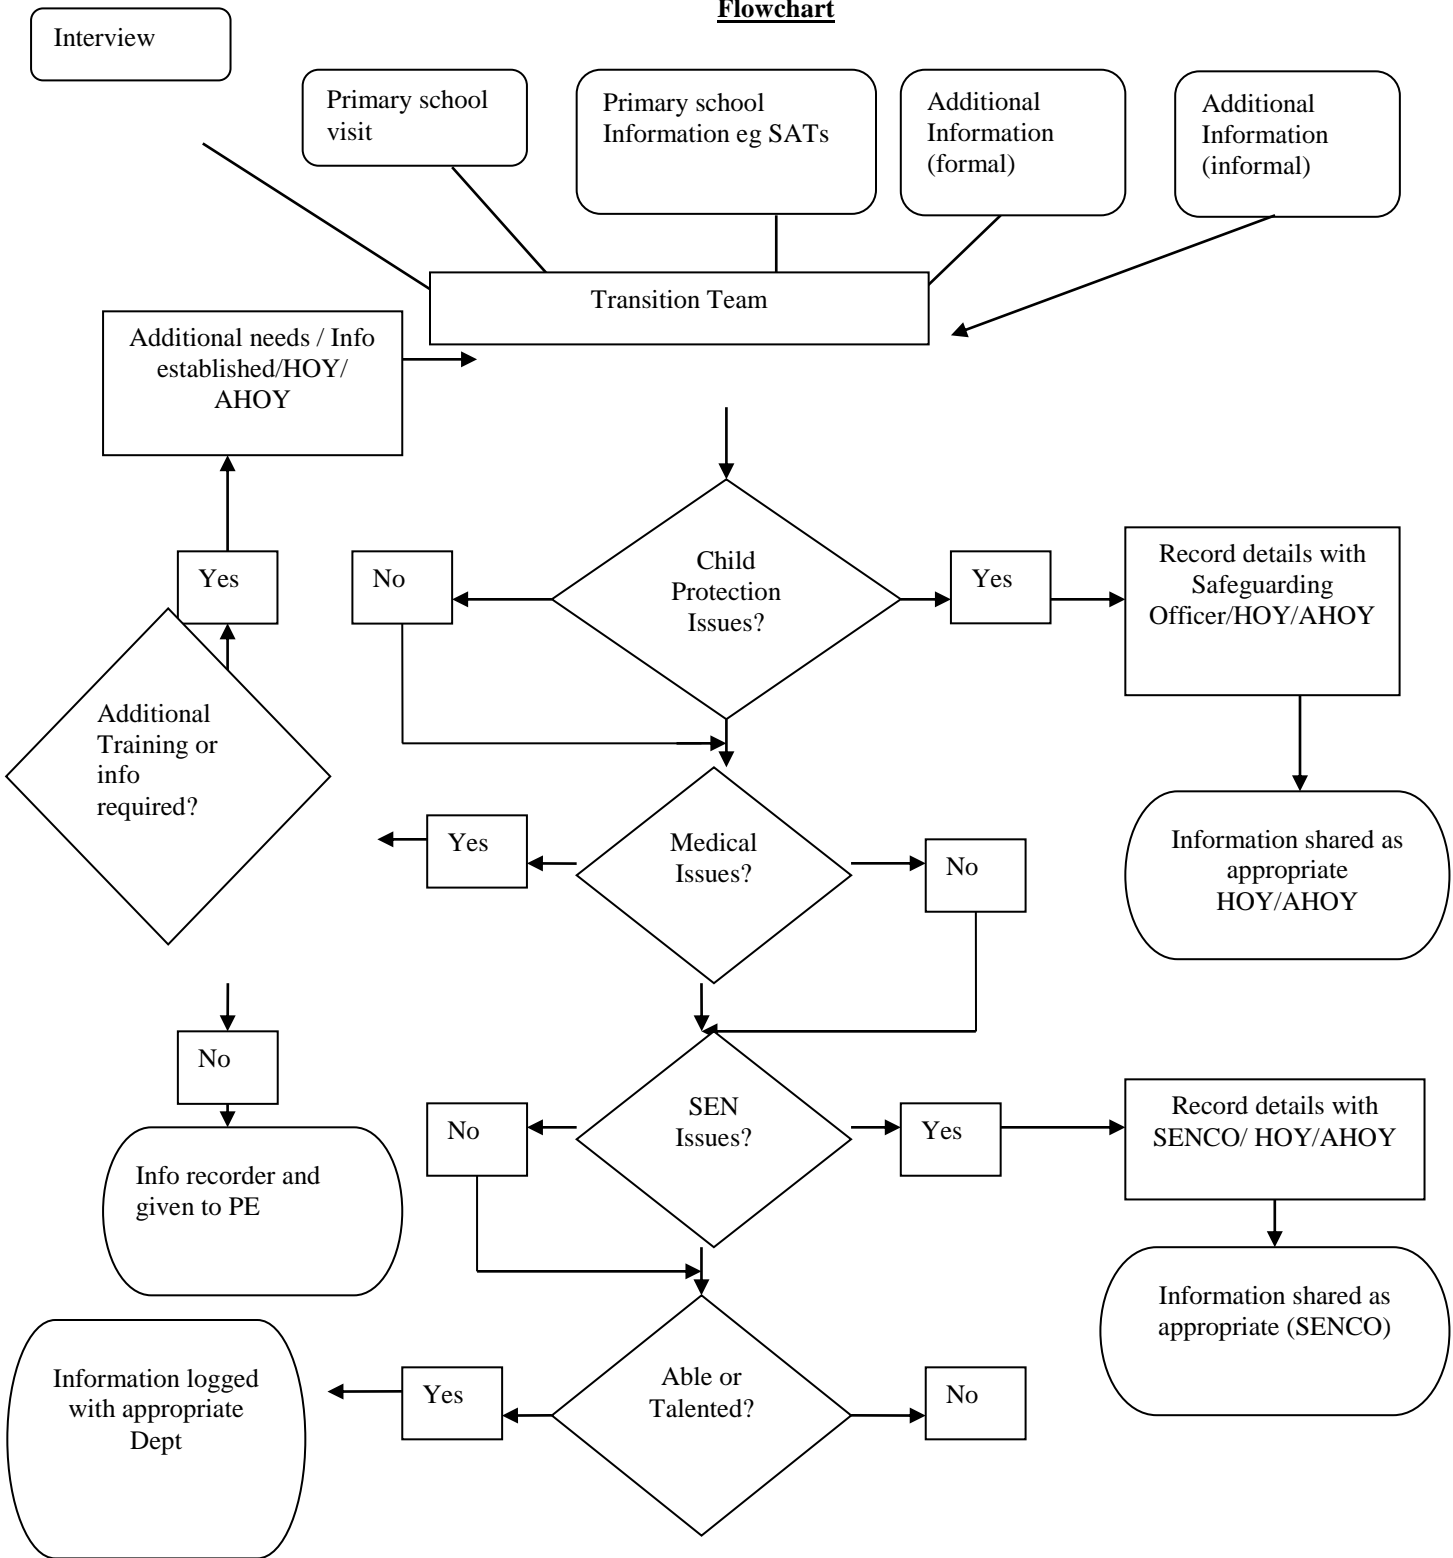 Flowchart
Interview
Primary school
visit
Primary school
Information eg SATs
Additional
Information
(formal)
Additional
Information
(informal)
Transition Team
Additional needs / Info
established/HOY/
AHOY
Yes
No
Child
Protection
Issues?
Yes
Record details with
Safeguarding
Officer/HOY/AHOY
Additional
Training or
info
required?
Yes
Medical
Issues?
No
Information shared as
appropriate
HOY/AHOY
No
No
SEN
Issues?
Yes
Record details with
SENCO/ HOY/AHOY
Info recorder and
given to PE
Information shared as
appropriate (SENCO)
Information logged
with appropriate
Dept
Yes
Able or
Talented?
No